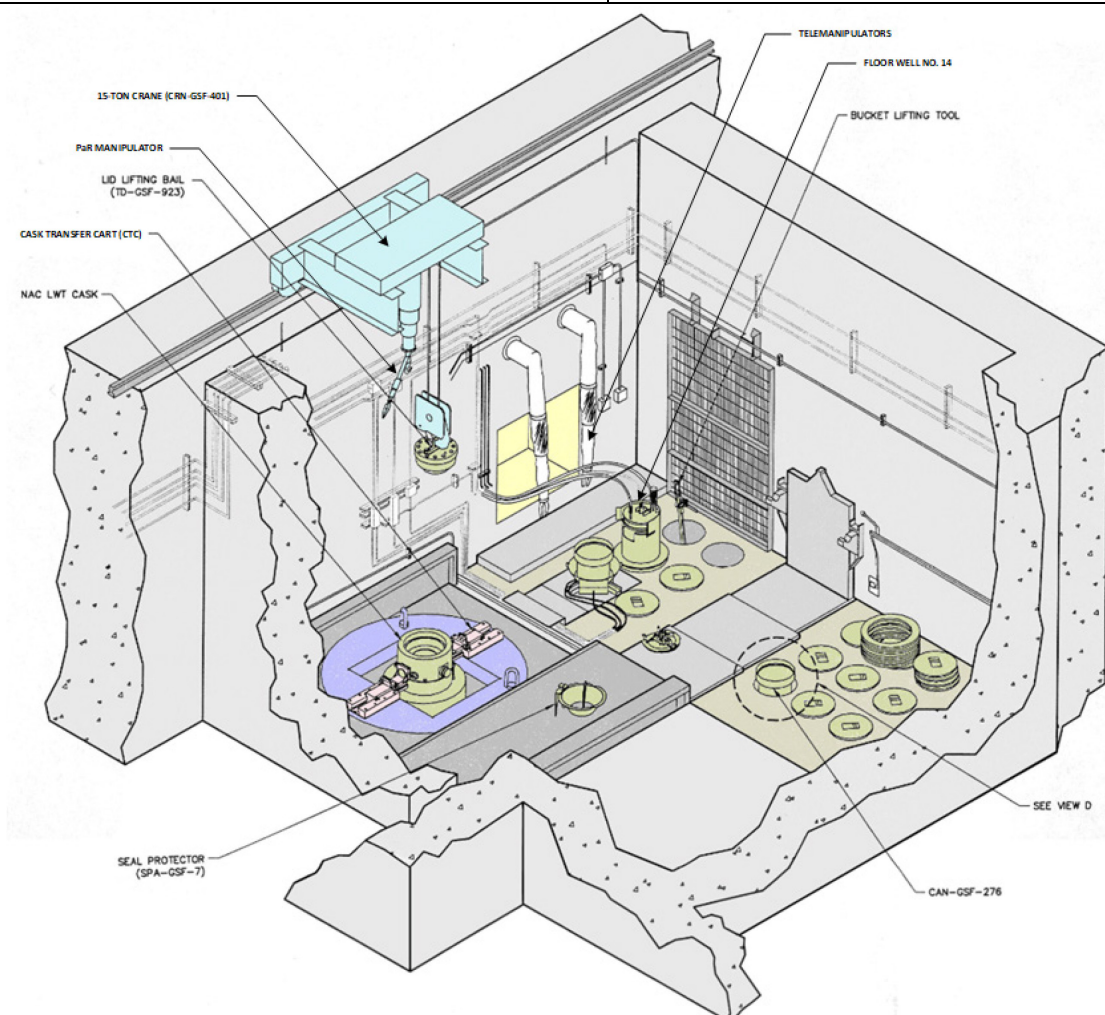 TELEMANIPULATORS
FLOOR WELL NO. 14
15-TON CRANE (CRN-GSF-401)
BUCKET LIFTING TOOL
PaR MANIPULATOR
LID LIFTING BAIL
(TD-GSF-923)
CASK TRANSFER CART (CTC)
NAC LWT CASK
SEE VIEW D
SEAL PROTECTOR
(SPA-GSF-7)
CAN-GSF-276